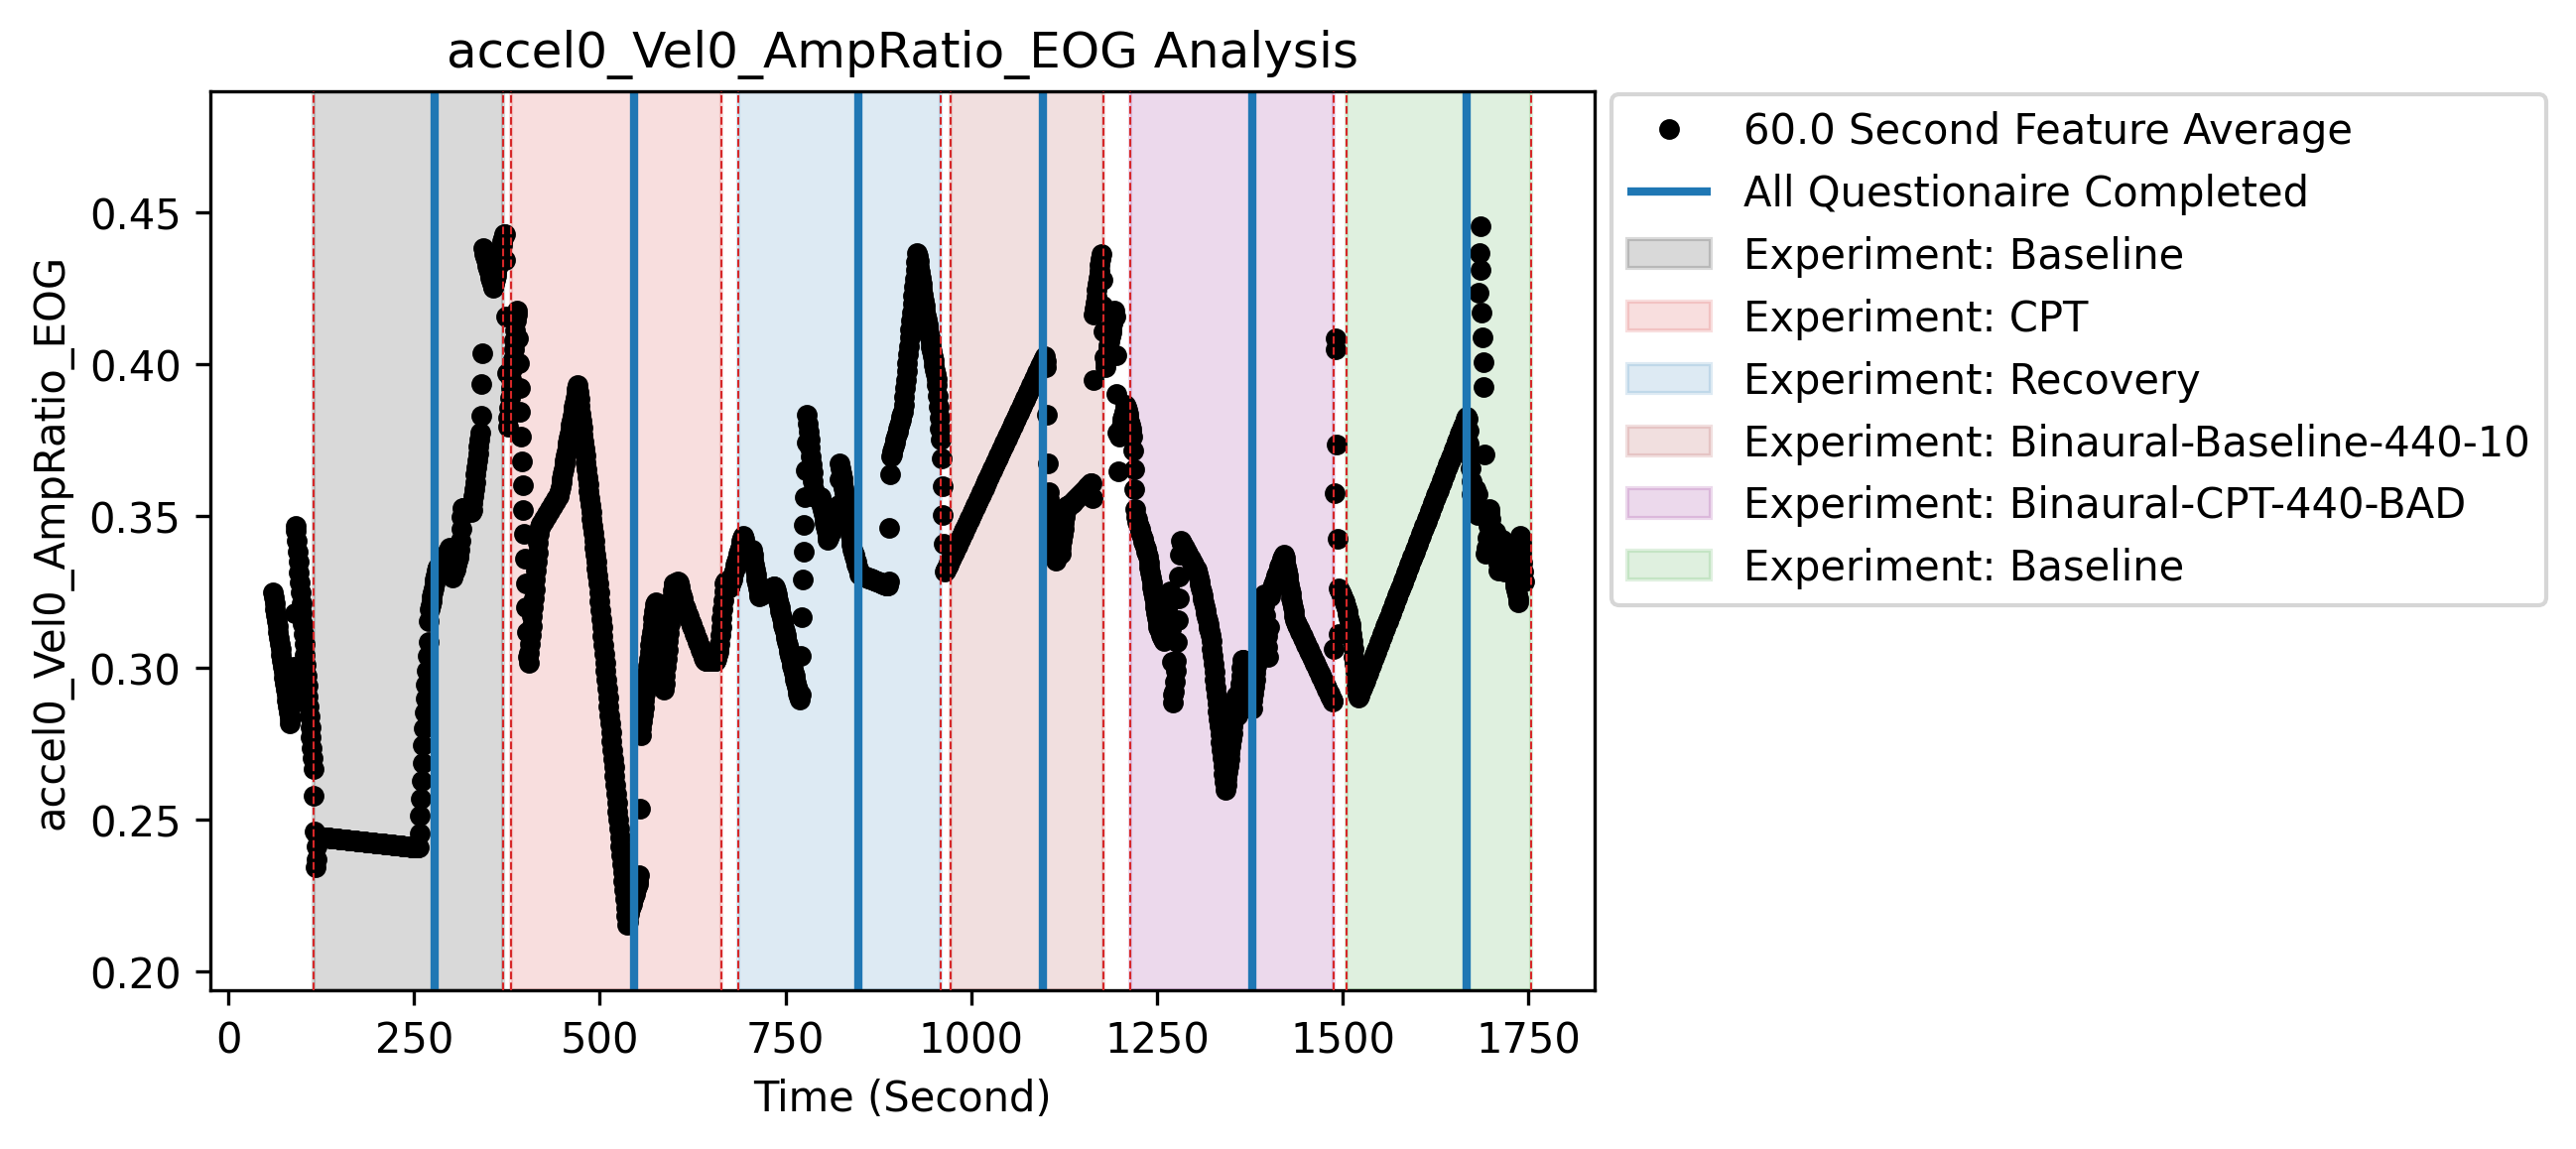 accel0_Vel0_AmpRatio_EOG Analysis
accel0_Vel0_AmpRatio_EOG
0.45
0.40
0.35
0.30
0.25
0.20
0
250
500
750
1000
1250
1500
1750
Time (Second)
60.0 Second Feature Average
All Questionaire Completed
Experiment: Baseline
Experiment: CPT
Experiment: Recovery
Experiment: Binaural-Baseline-440-10
Experiment: Binaural-CPT-440-BAD
Experiment: Baseline